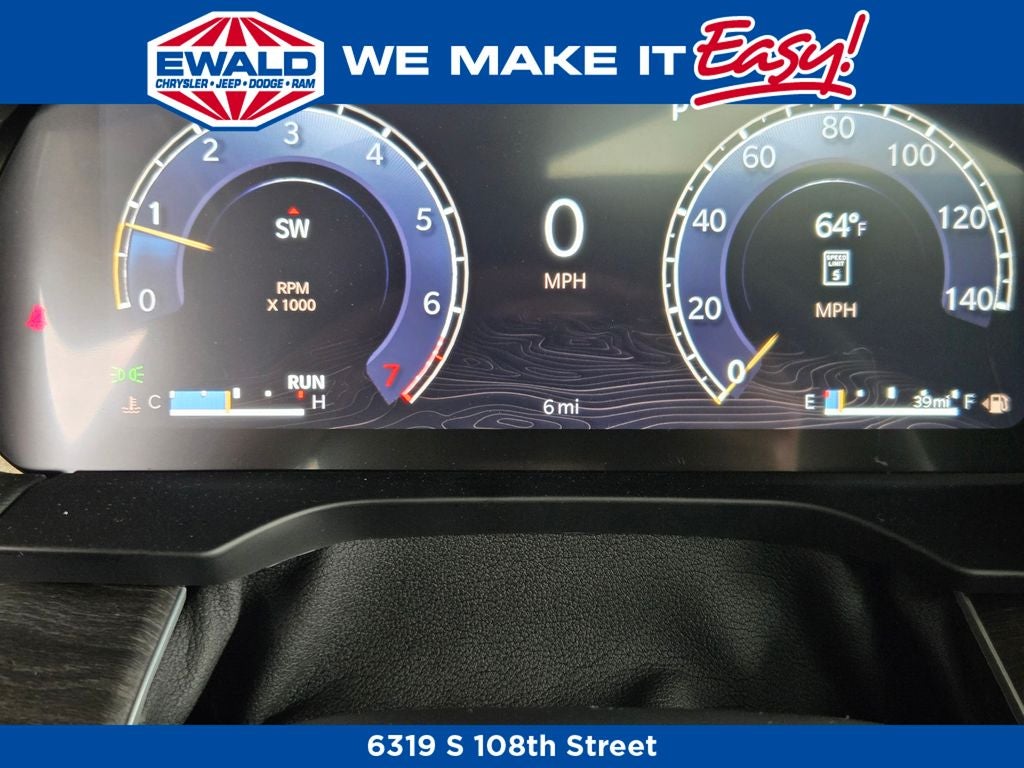 EWALD
CHRYSLER • JEEP • DODGE • RAM
WE MAKE IT Easy!
0 1 2 3 4 5 6 7
SW
RPM
X 1000
RUN
C H
0
MPH
6 mi
0 20 40 60 80 100 120 140
64°F
SPEED
LIMIT
5
MPH
E 39mi F
6319 S 108th Street